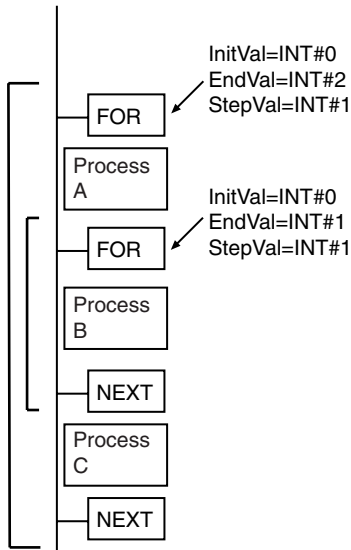 InitVal=INT#0
EndVal=INT#2
StepVal=INT#1
FOR
Process
A
InitVal=INT#0
EndVal=INT#1
StepVal=INT#1
FOR
Process
B
NEXT
Process
C
NEXT